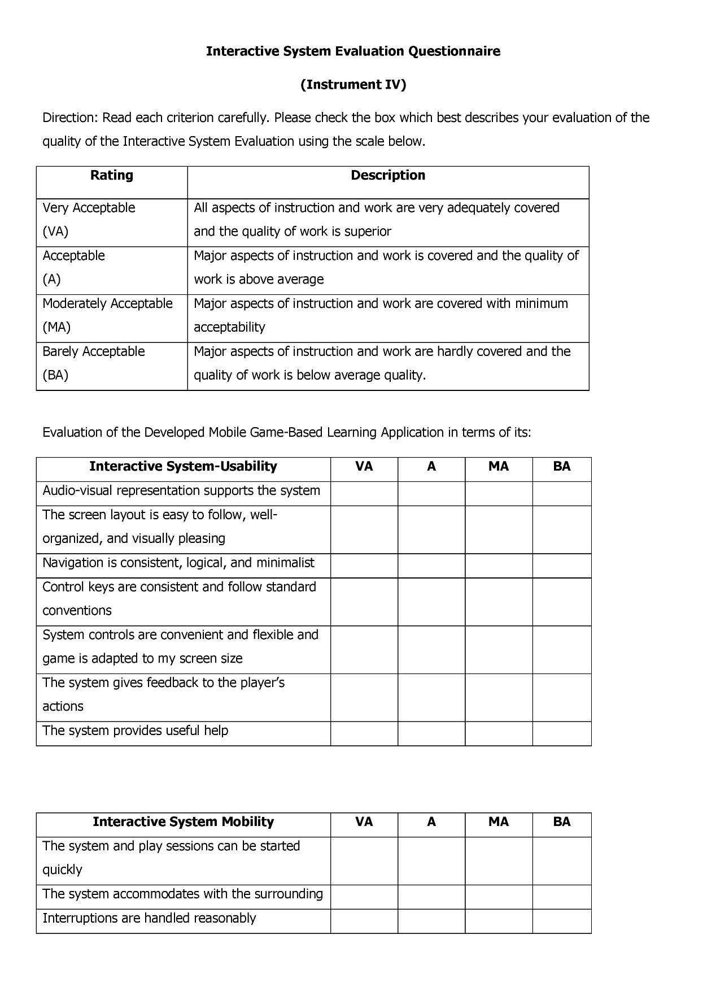 Interactive System Evaluation Questionnaire
(Instrument IV)
Direction: Read each criterion carefully. Please check the box which best describes your evaluation of the
quality of the Interactive System Evaluation using the scale below.
Rating Description
Very Acceptable All aspects of instruction and work are very adequately covered
(VA) and the quality of work is superior
Acceptable Major aspects of instruction and work is covered and the quality of
(A) work is above average
Moderately Acceptable Major aspects of instruction and work are covered with minimum
(MA) acceptability
Barely Acceptable Major aspects of instruction and work are hardly covered and the
(BA) quality of work is below average quality.
Evaluation of the Developed Mobile Game-Based Learning Application in terms of its:
Interactive System-Usability VA A MA BA
Audio-visual representation supports the system
The screen layout is easy to follow, well-
organized, and visually pleasing
Navigation is consistent, logical, and minimalist
Control keys are consistent and follow standard
conventions
System controls are convenient and flexible and
game is adapted to my screen size
The system gives feedback to the player’s
actions
The system provides useful help
Interactive System Mobility VA A MA BA
The system and play sessions can be started
quickly
The system accommodates with the surrounding
Interruptions are handled reasonably